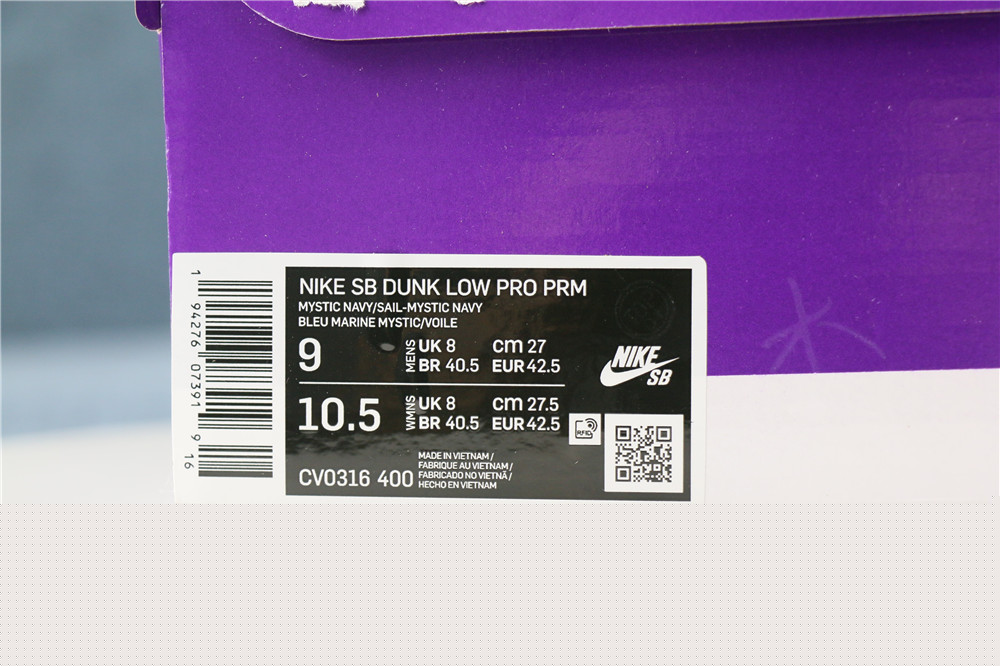 NIKE SB DUNK LOW PRO PRM
MYSTIC NAVY/SAIL-MYSTIC NAVY
BLEU MARINE MYSTIC/VOILE
9 MENS UK 8 cm 27
BR 40.5 EUR 42.5
10.5 WMNS UK 8 cm 27.5
BR 40.5 EUR 42.5
NIKE
SB
RFID
CV0316 400
MADE IN VIETNAM /
FABRIQUE AU VIETNAM /
FABRICADO NO VIETNÃ /
HECHO EN VIETNAM
1 94276 07391 9 16